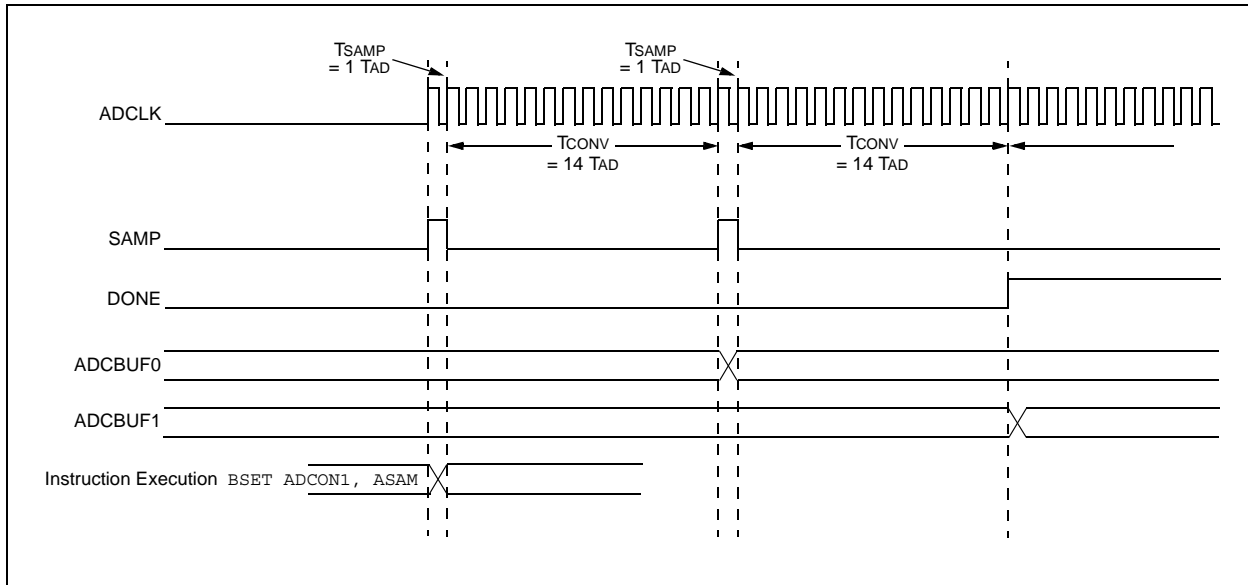 TSAMP
= 1 TAD
TSAMP
= 1 TAD
ADCLK
TCONV
= 14 TAD
TCONV
= 14 TAD
SAMP
DONE
ADCBUF0
ADCBUF1
Instruction Execution BSET ADCON1, ASAM